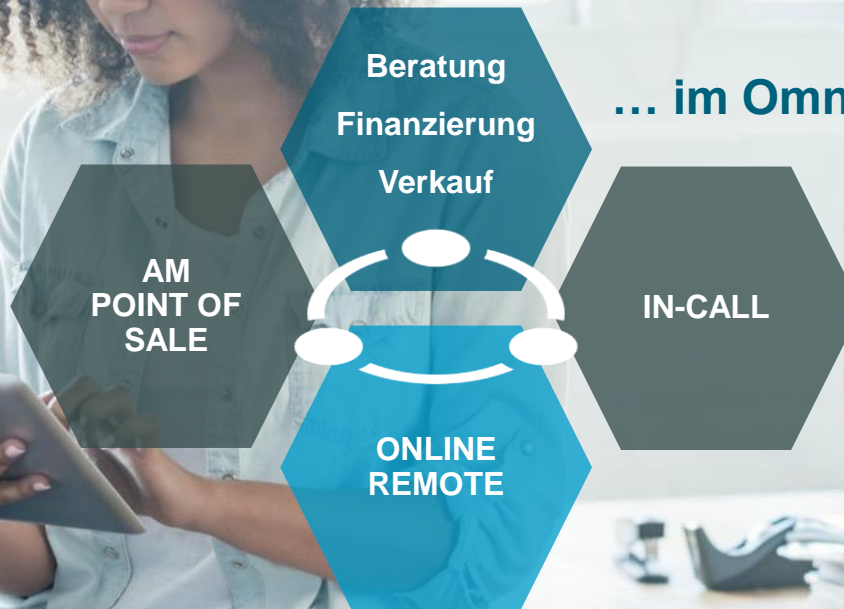 Beratung
Finanzierung
Verkauf
… im Omn
AM
POINT OF
SALE
IN-CALL
ONLINE
REMOTE